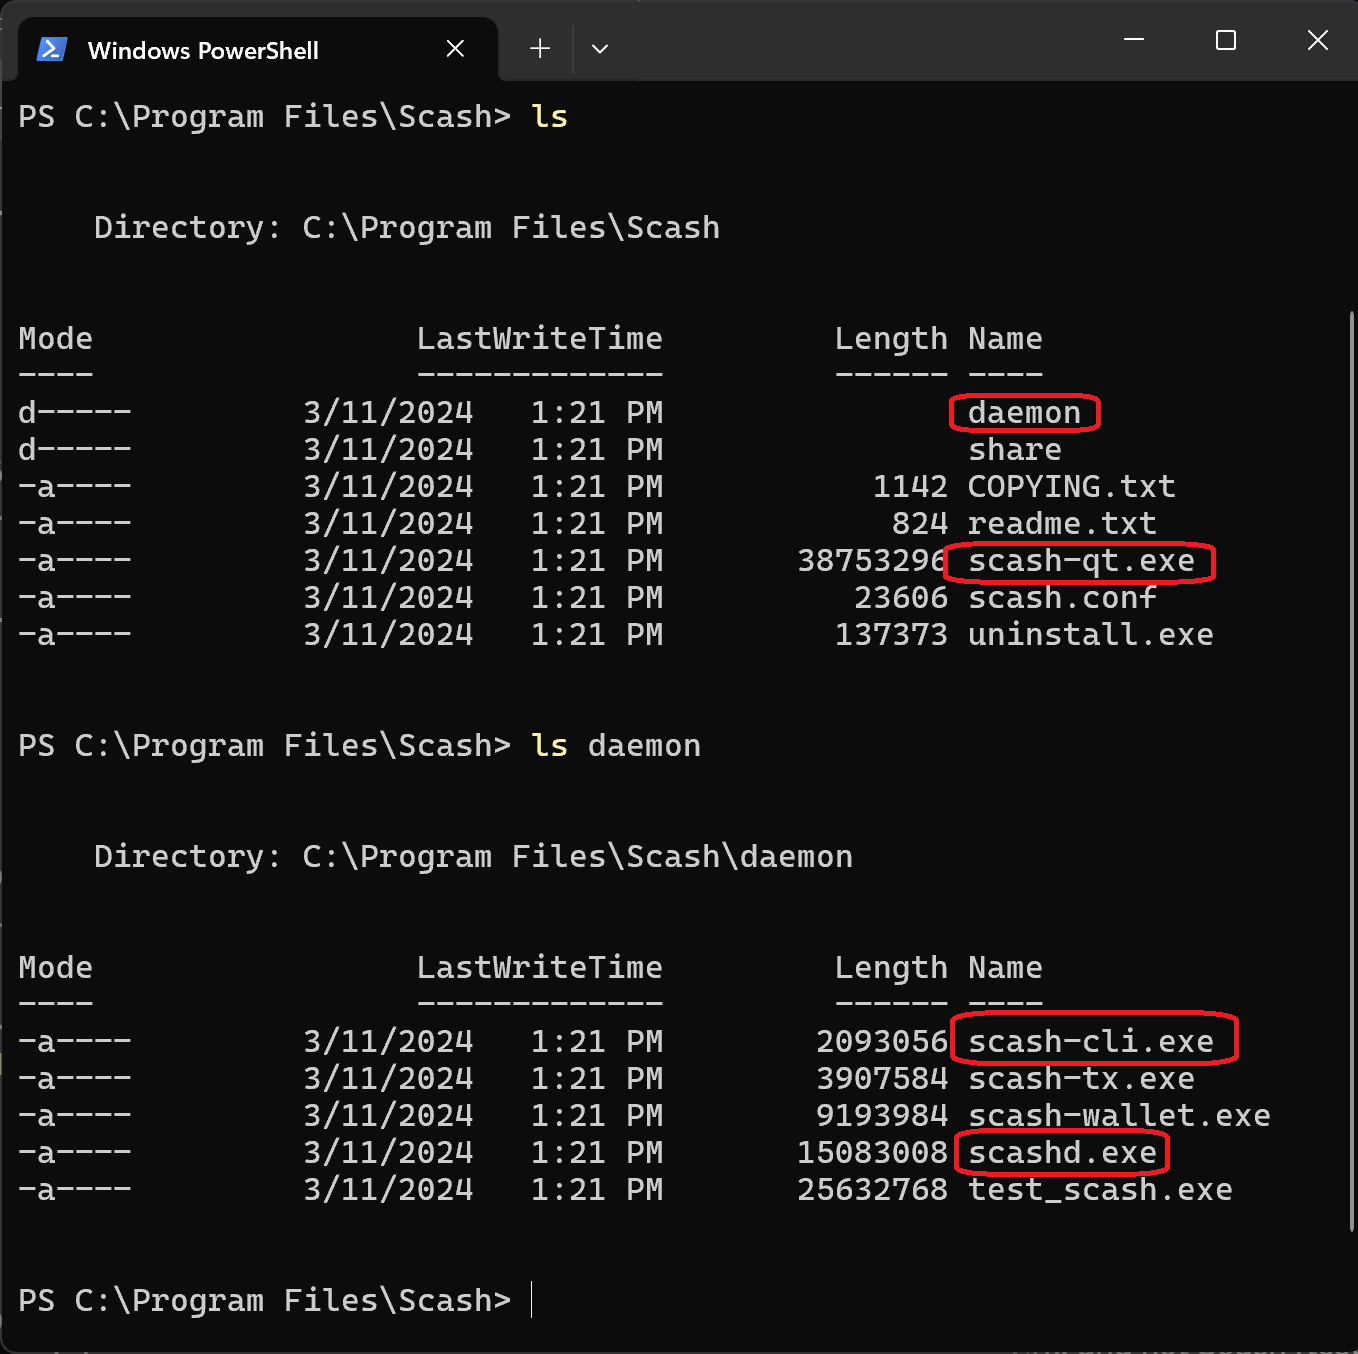 Windows PowerShell
PS C:\Program Files\Scash> ls
Directory: C:\Program Files\Scash
Mode LastWriteTime Length Name
---- ------------- ------ ----
d----- 3/11/2024 1:21 PM daemon
d----- 3/11/2024 1:21 PM share
-a---- 3/11/2024 1:21 PM 1142 COPYING.txt
-a---- 3/11/2024 1:21 PM 824 readme.txt
-a---- 3/11/2024 1:21 PM 38753296 scash-qt.exe
-a---- 3/11/2024 1:21 PM 23606 scash.conf
-a---- 3/11/2024 1:21 PM 137373 uninstall.exe
PS C:\Program Files\Scash> ls daemon
Directory: C:\Program Files\Scash\daemon
Mode LastWriteTime Length Name
---- ------------- ------ ----
-a---- 3/11/2024 1:21 PM 2093056 scash-cli.exe
-a---- 3/11/2024 1:21 PM 3907584 scash-tx.exe
-a---- 3/11/2024 1:21 PM 9193984 scash-wallet.exe
-a---- 3/11/2024 1:21 PM 15083008 scashd.exe
-a---- 3/11/2024 1:21 PM 25632768 test_scash.exe
PS C:\Program Files\Scash>